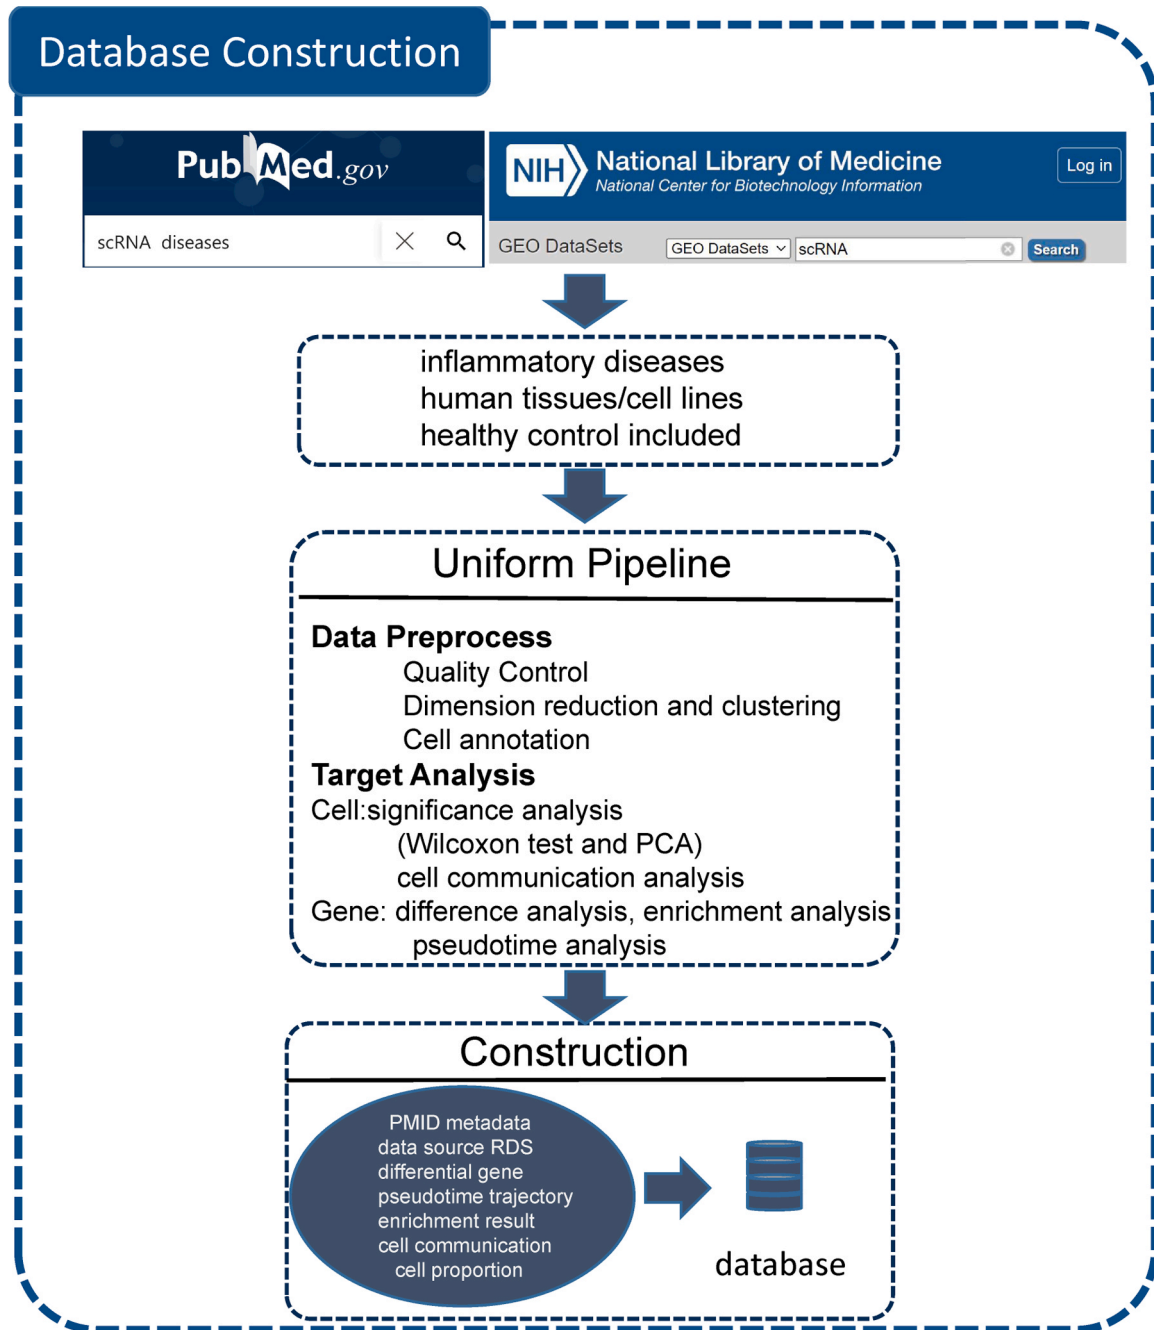 Database Construction
PubMed.gov
scRNA diseases
NIH
National Library of Medicine
National Center for Biotechnology Information
Log in
GEO DataSets
GEO DataSets
scRNA
Search
inflammatory diseases
human tissues/cell lines
healthy control included
Uniform Pipeline
Data Preprocess
Quality Control
Dimension reduction and clustering
Cell annotation
Target Analysis
Cell:significance analysis
(Wilcoxon test and PCA)
cell communication analysis
Gene: difference analysis, enrichment analysis
pseudotime analysis
Construction
PMID metadata
data source RDS
differential gene
pseudotime trajectory
enrichment result
cell communication
cell proportion
database